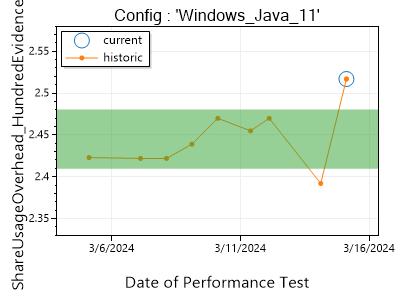 Config : 'Windows_Java_11'
current
historic
ShareUsageOverhead_HundredEvidence
2.55
2.5
2.45
2.4
2.35
3/6/2024
3/11/2024
3/16/2024
Date of Performance Test